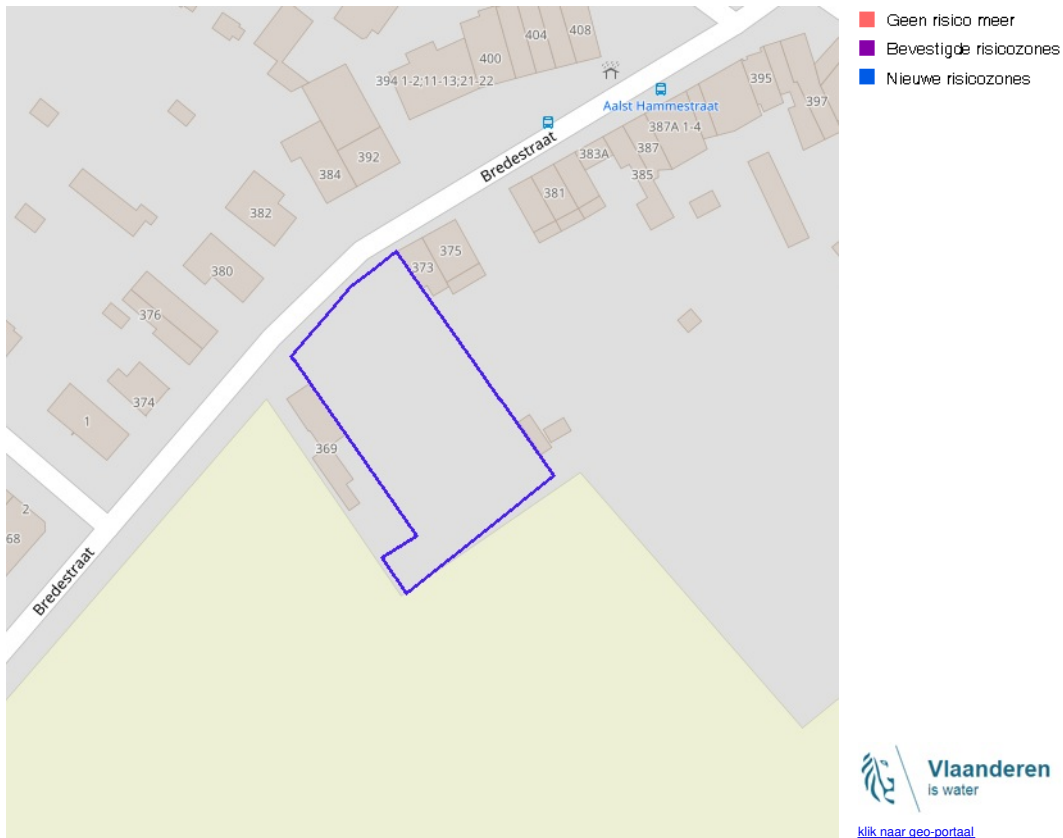 Geen risico meer
Bevestigde risicozones
Nieuwe risicozones
404
408
400
394 1-2;11-13;21-22
395
397
Aalst Hammestraat
387A 1-4
Bredestraat
383A
387
385
392
384
381
382
375
373
380
376
374
1
369
2
68
Bredestraat
Vlaanderen
is water
klik naar geo-portaal